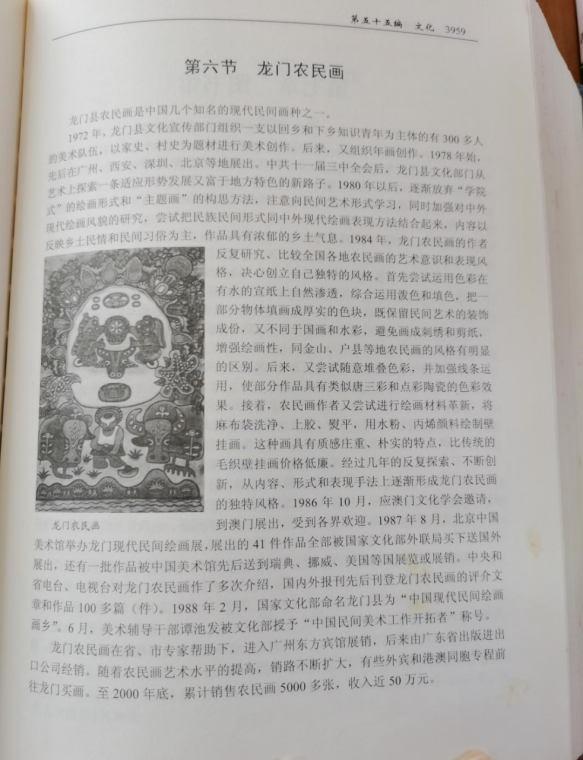 第五十五编 文化 3959
第六节 龙门农民画
龙门县农民画是中国几个知名的现代民间画种之一。
1972年，龙门县文化宣传部门组织一支以回乡和下乡知识青年为主体的有300多人
的美术队伍，以家史、村史为题材进行美术创作。后来，又组织年画创作。1978年始，
先后在广州、西安、深圳、北京等地展出。中共十一届三中全会后，龙门县文化部门从
艺术上探索一条适应形势发展又富于地方特色的新路子。1980年以后，逐渐放弃“学院
式”的绘画形式和“主题画”的构思方法，注意向民间艺术形式学习，同时加强对中外
现代绘画风貌的研究，尝试把民族民间形式同中外现代绘画表现方法结合起来，内容以
反映乡土民情和民间习俗为主，作品具有浓郁的乡土气息。1984年，龙门农民画的作者
反复研究、比较全国各地农民画的艺术意识和表现风
格，决心创立自己独特的风格。首先尝试运用色彩在
有水的宣纸上自然渗透，综合运用泼色和填色，把一
部分物体填画成厚实的色块，既保留民间艺术的装饰
成份，又不同于国画和水彩，避免画成刺绣和剪纸，
增强绘画性，同金山、户县等地农民画的风格有明显
的区别。后来，又尝试随意堆叠色彩，并加强线条运
用，使部分作品具有类似唐三彩和点彩陶瓷的色彩效
果。接着，农民画作者又尝试进行绘画材料革新，将
麻布袋洗净、上胶、熨平，用水粉、丙烯颜料绘制壁
挂画。这种画具有质感庄重、朴实的特点，比传统的
毛织壁挂画价格低廉。经过几年的反复探索、不断创
新，从内容、形式和表现手法上逐渐形成龙门农民画
的独特风格。1986年10月，应澳门文化学会邀请，
龙门农民画
到澳门展出，受到各界欢迎。1987年8月，北京中国
美术馆举办龙门现代民间绘画展，展出的41件作品全部被国家文化部外联局买下送国外
展出，还有一批作品被中国美术馆先后送到瑞典、挪威、美国等国展览或展销。中央和
省电台、电视台对龙门农民画作了多次介绍，国内外报刊先后刊登龙门农民画的评介文
章和作品100多篇（件）。1988年2月，国家文化部命名龙门县为“中国现代民间绘画
画乡”。6月，美术辅导干部谭池发被文化部授予“中国民间美术工作开拓者”称号。
龙门农民画在省、市专家帮助下，进入广州东方宾馆展销，后来由广东省出版进出
口公司经销。随着农民画艺术水平的提高，销路不断扩大，有些外宾和港澳同胞专程前
往龙门买画。至2000年底，累计销售农民画5000多张，收入近50万元。